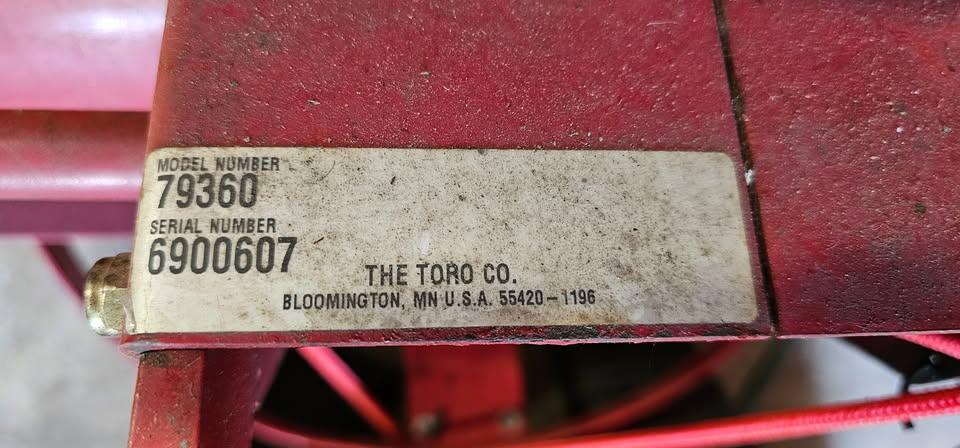 MODEL NUMBER
79360
SERIAL NUMBER
6900607
THE TORO CO.
BLOOMINGTON, MN U.S.A. 55420-1196